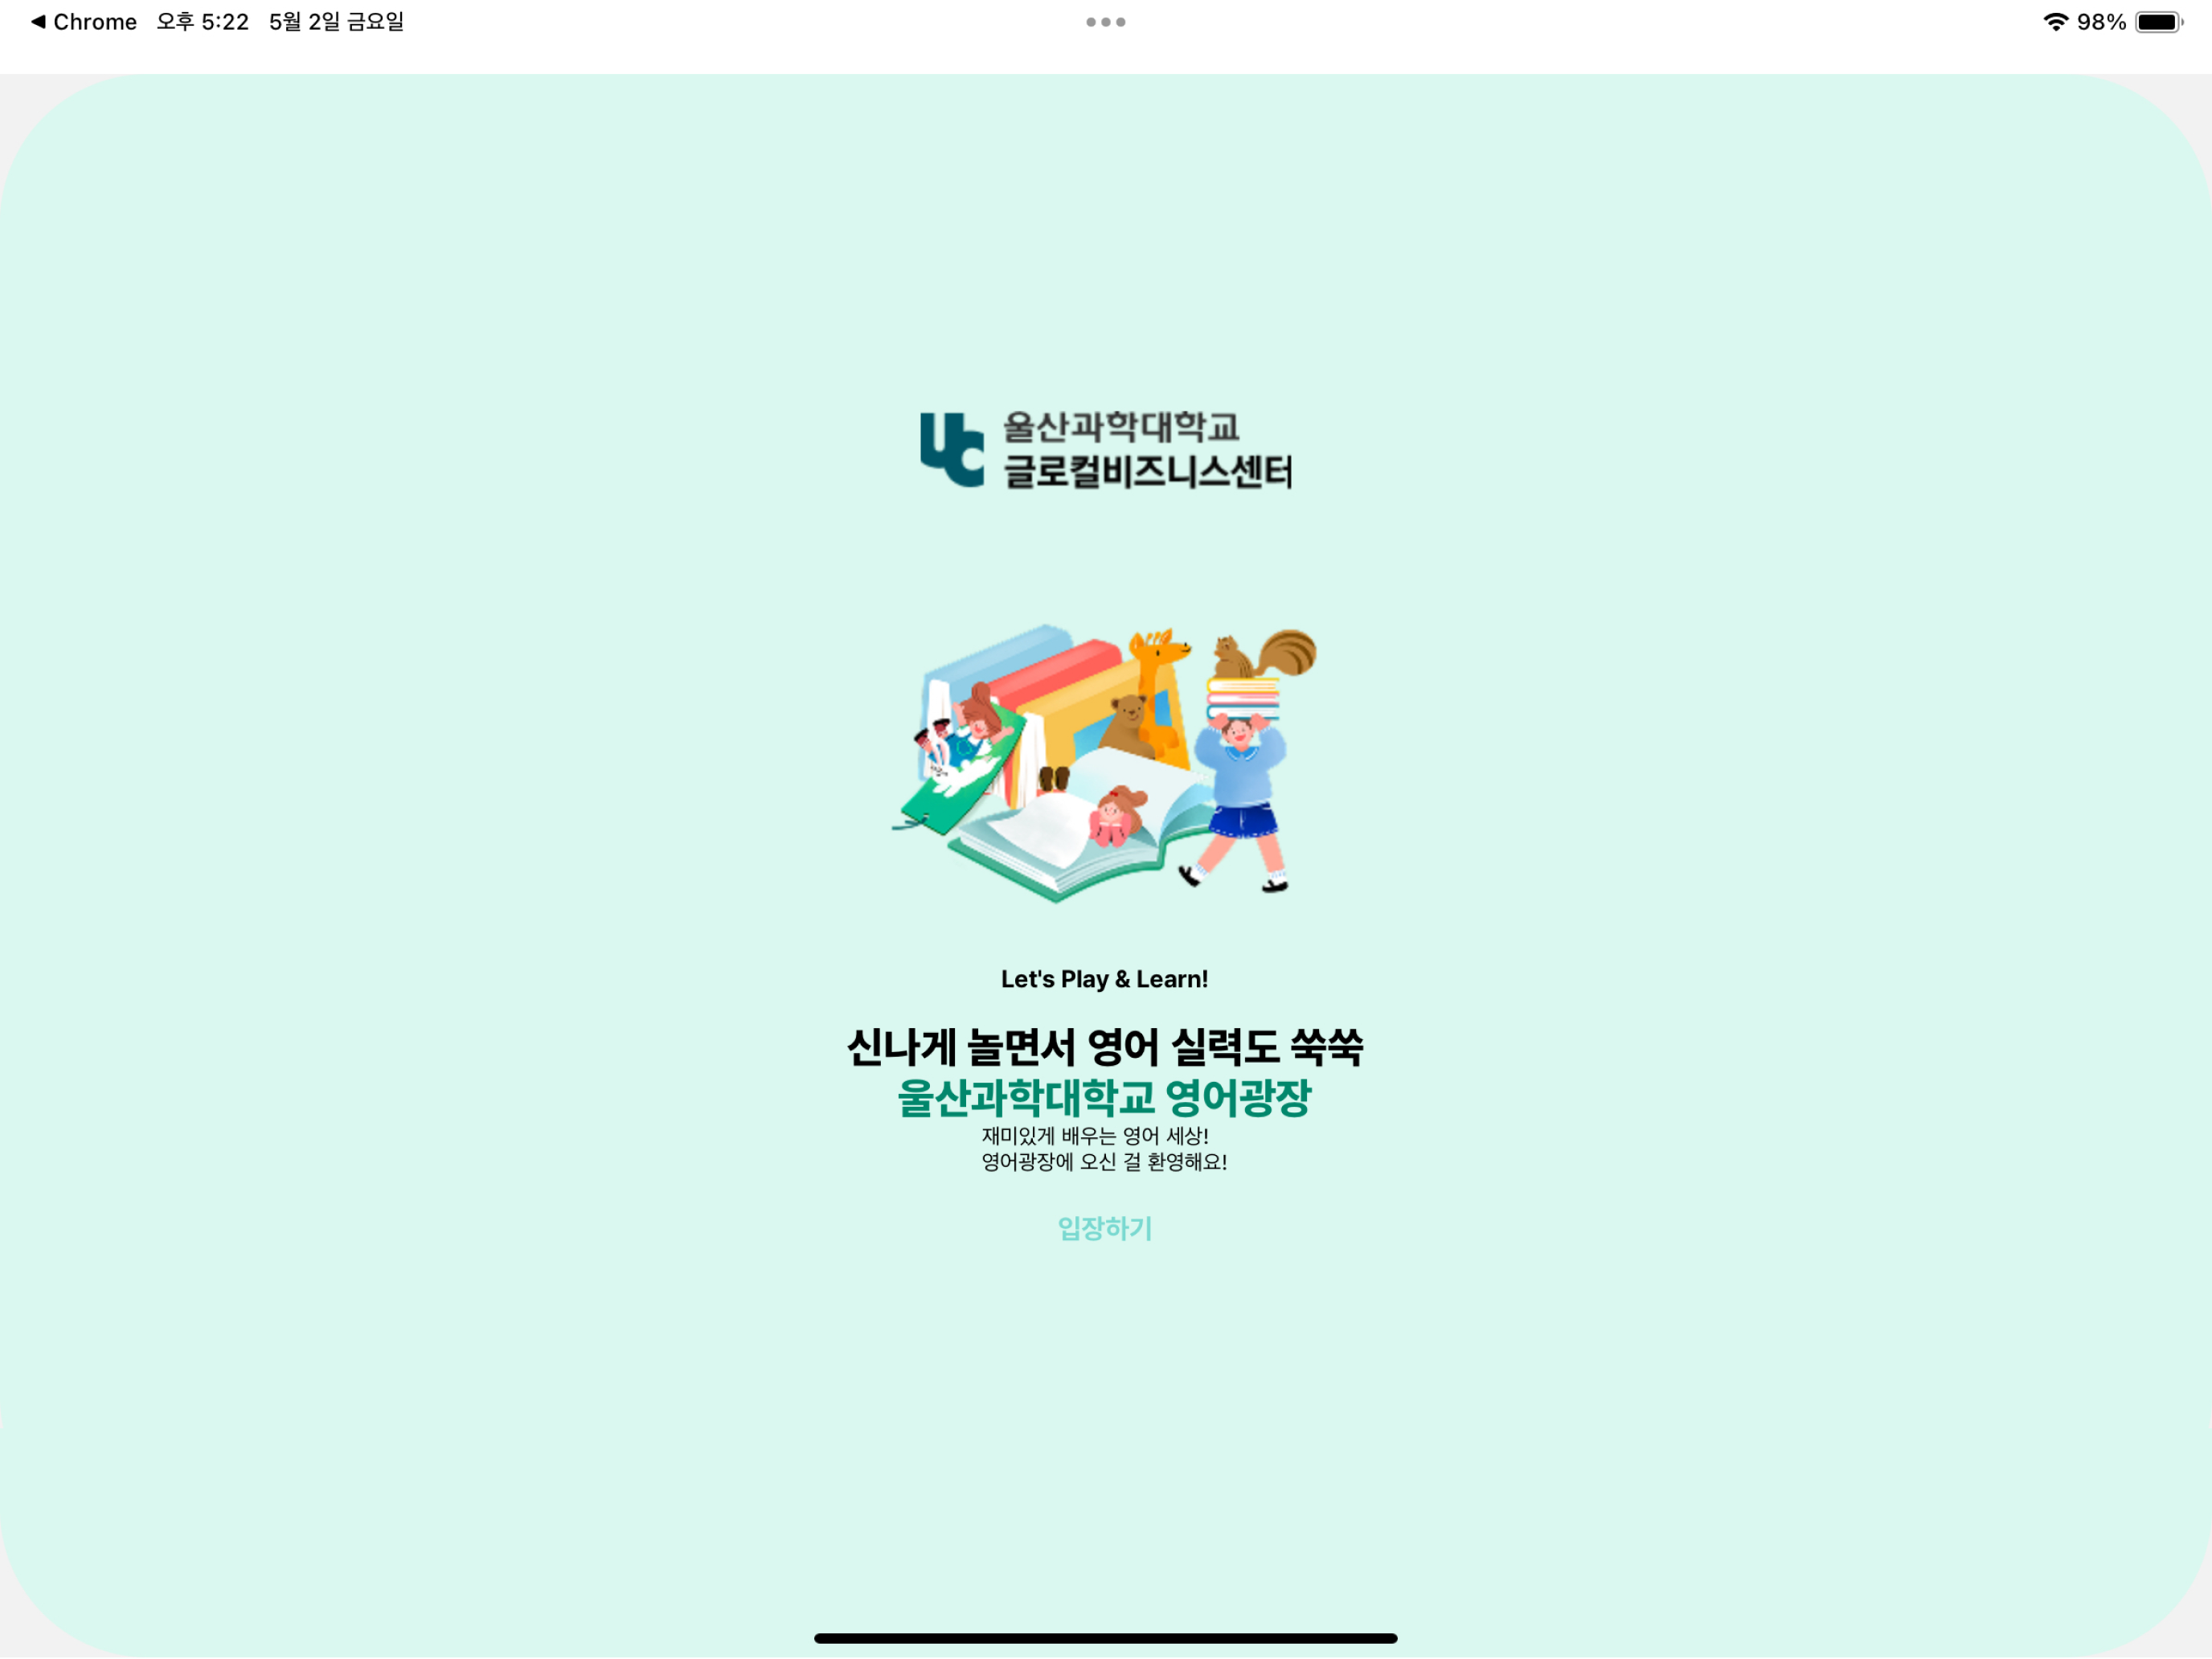 ◀ Chrome 오후 5:22 5월 2일 금요일
98%
UC
울산과학대학교
글로컬비즈니스센터
Let's Play & Learn!
신나게 놀면서 영어 실력도 쑥쑥
울산과학대학교 영어광장
재미있게 배우는 영어 세상!
영어광장에 오신 걸 환영해요!
입장하기